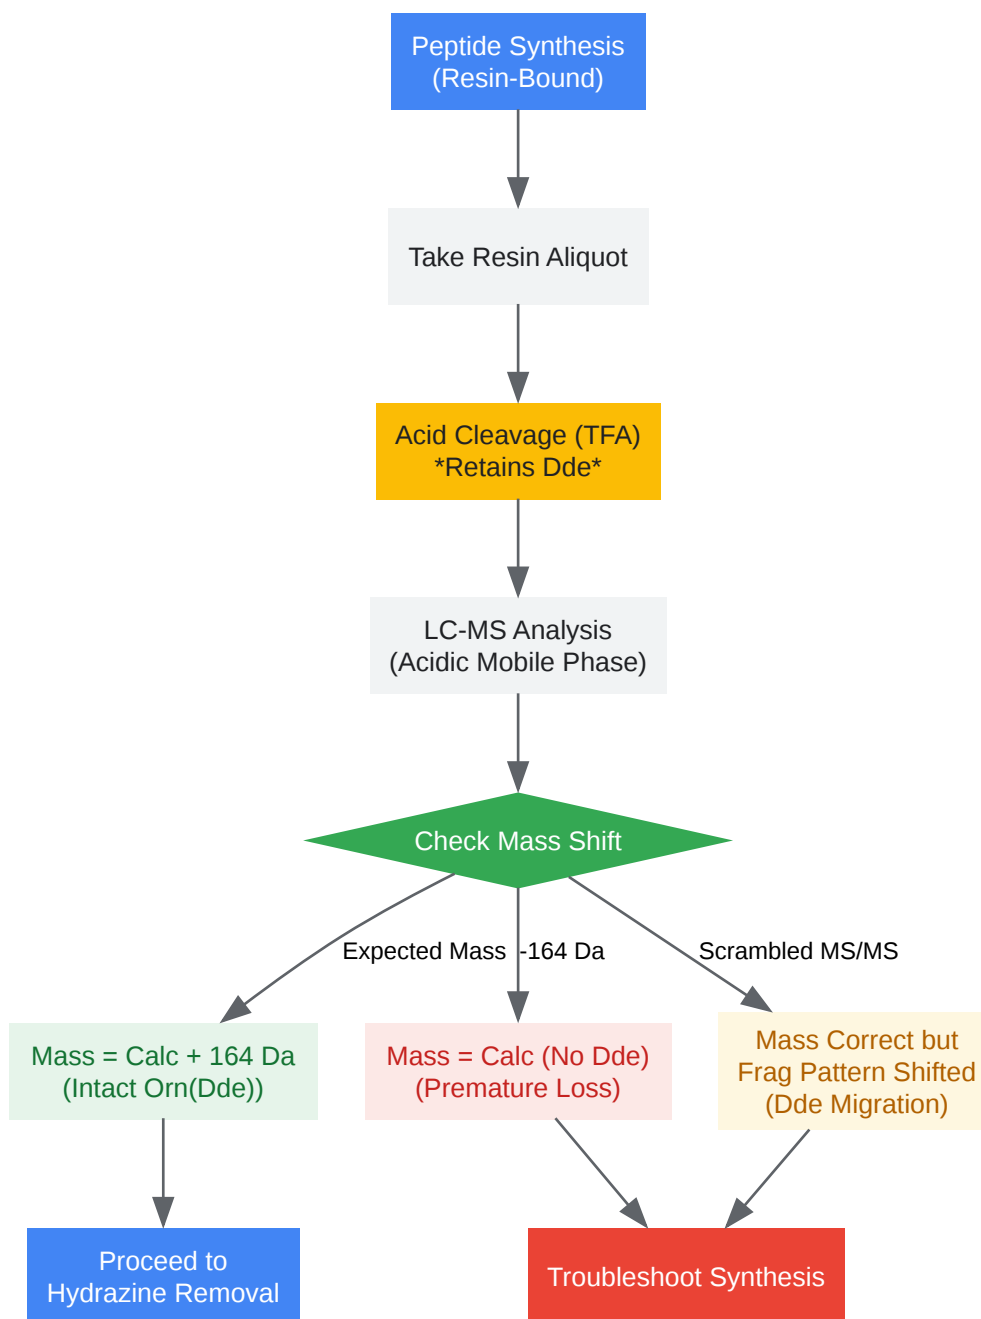 Peptide Synthesis
(Resin-Bound)
Take Resin Aliquot
Acid Cleavage (TFA)
*Retains Dde*
LC-MS Analysis
(Acidic Mobile Phase)
Check Mass Shift
Expected Mass
-164 Da
Scrambled MS/MS
Mass = Calc + 164 Da
(Intact Orn(Dde))
Mass = Calc (No Dde)
(Premature Loss)
Mass Correct but
Frag Pattern Shifted
(Dde Migration)
Proceed to
Hydrazine Removal
Troubleshoot Synthesis